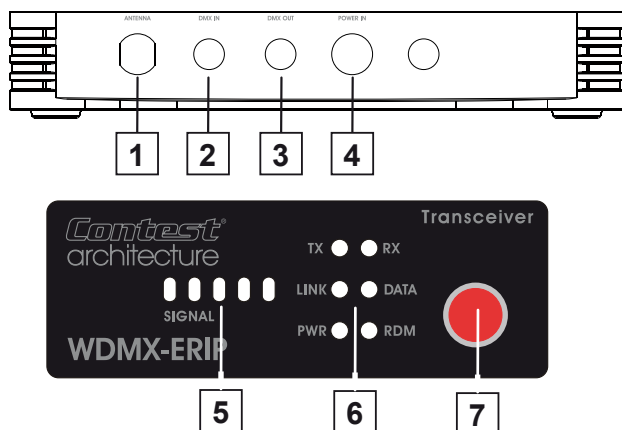 ANTENNA DMX IN DMX OUT POWER IN
1 2 3 4
Contest®
architecture
Transceiver
TX RX
LINK DATA
SIGNAL
PWR RDM
WDMX-ERIP
5 6 7